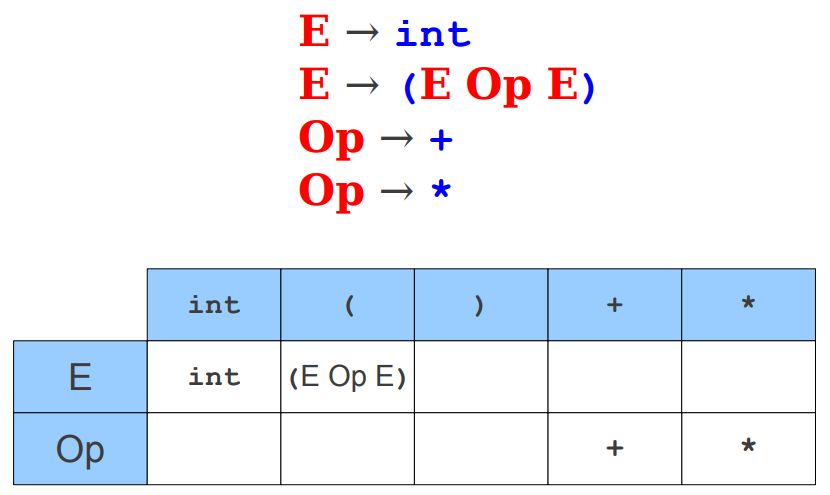 E → int
E → (E Op E)
Op → +
Op → *
int ( ) + *
E int (E Op E)
Op + *